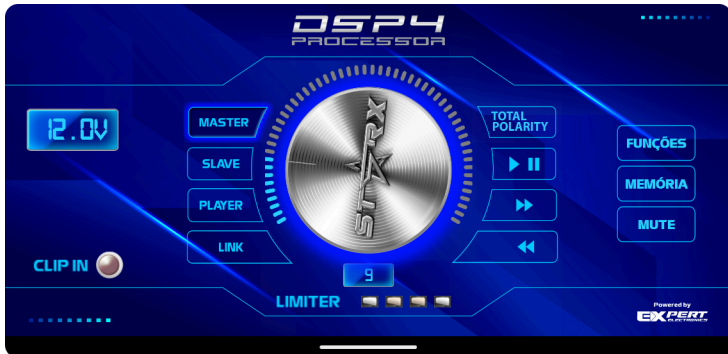 DSP4
PROCESSOR
12.0V
MASTER
SLAVE
PLAYER
LINK
STARX
TOTAL
POLARITY
FUNÇÕES
MEMÓRIA
MUTE
CLIP IN
9
LIMITER
Powered by
EXPERT
ELECTRONICS